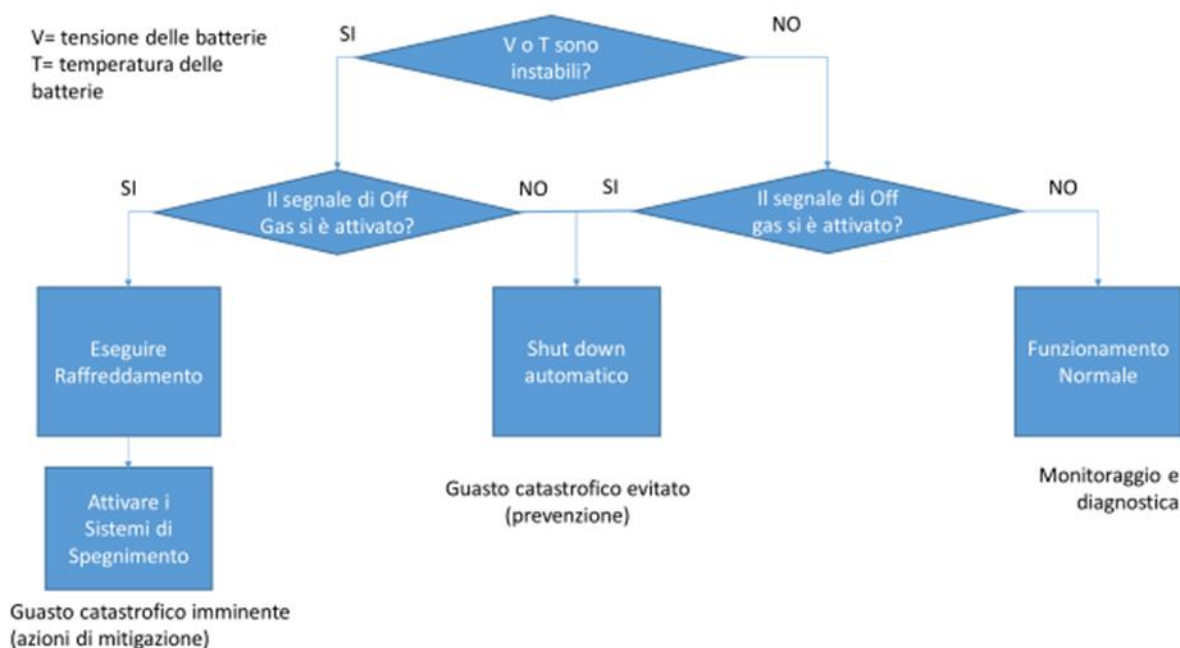 V= tensione delle batterie
T= temperatura delle
batterie
SI
V o T sono
instabili?
NO
SI
Il segnale di Off
Gas si è attivato?
NO
SI
Il segnale di Off
gas si è attivato?
NO
Eseguire
Raffreddamento
Shut down
automatico
Funzionamento
Normale
Attivare i
Sistemi di
Spegnimento
Guasto catastrofico evitato
(prevenzione)
Monitoraggio e
diagnostica
Guasto catastrofico imminente
(azioni di mitigazione)